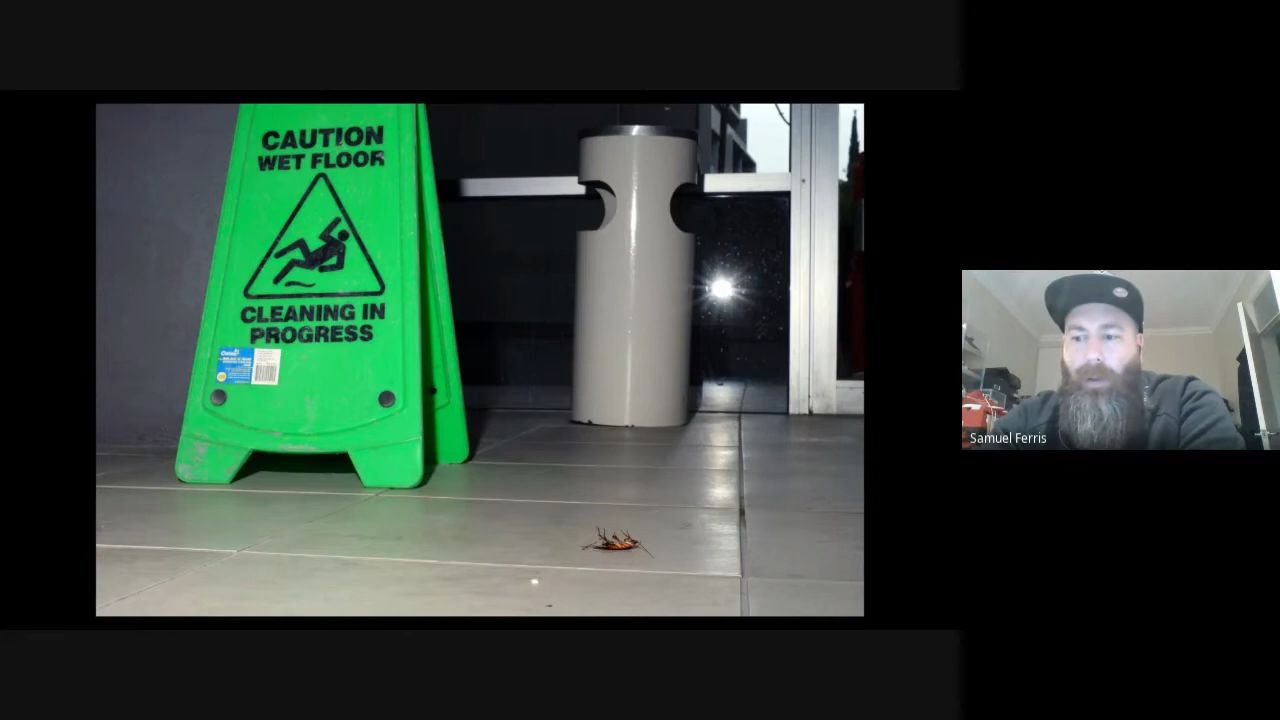 CAUTION
WET FLOOR
CLEANING IN
PROGRESS
Samuel Ferris